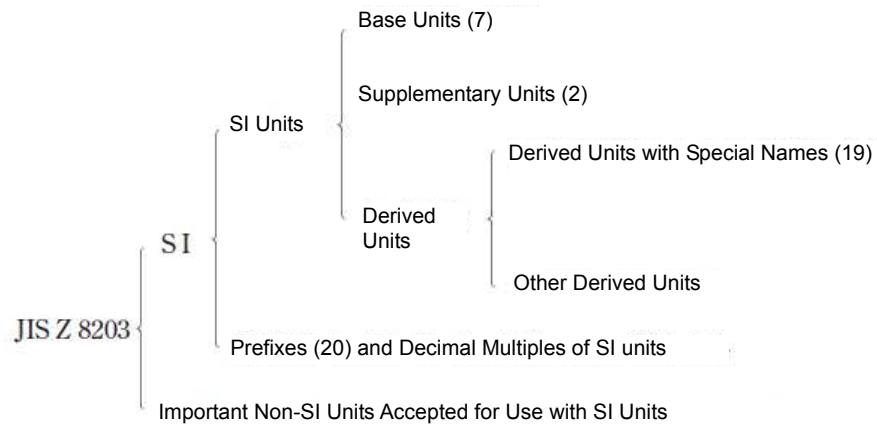 Base Units (7)
Supplementary Units (2)
SI Units
Derived Units with Special Names (19)
Derived
Units
SI
Other Derived Units
JIS Z 8203
Prefixes (20) and Decimal Multiples of SI units
Important Non-SI Units Accepted for Use with SI Units